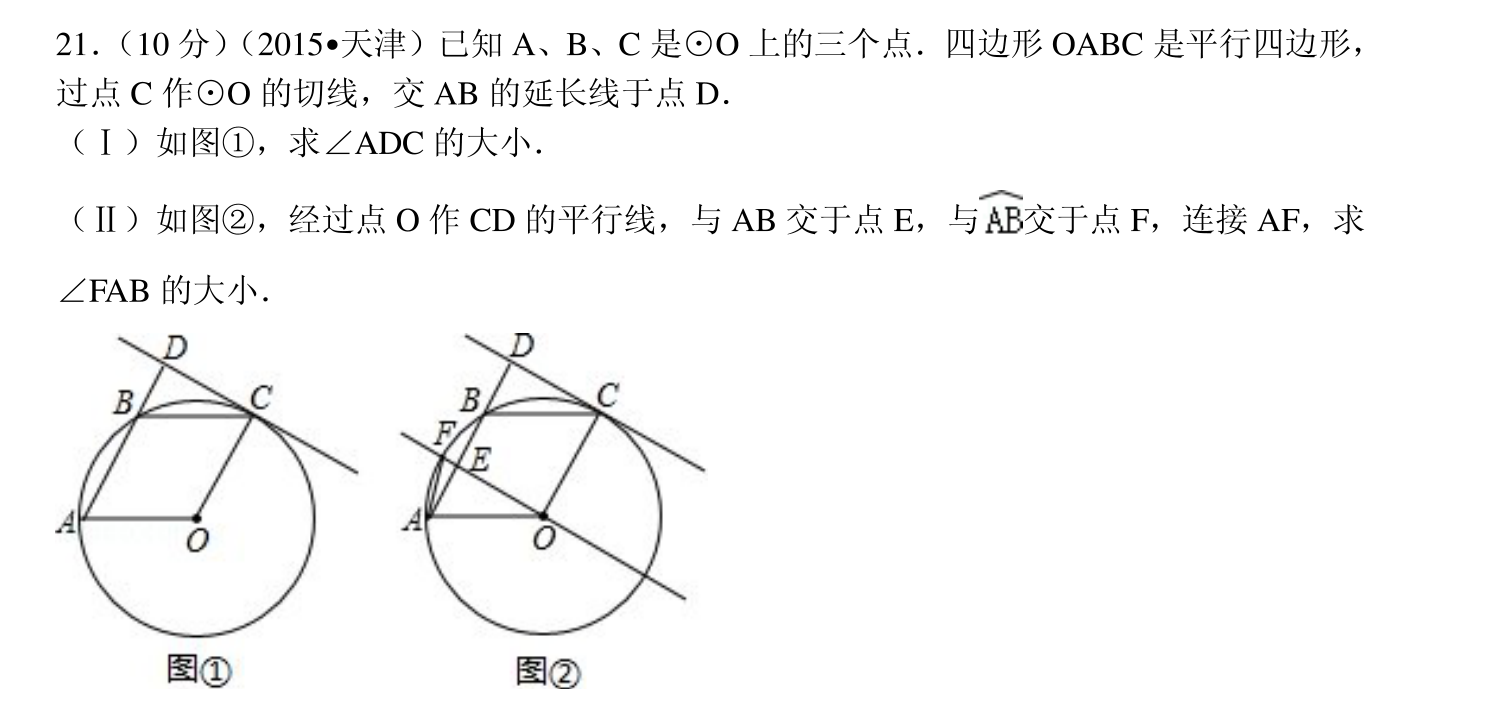 21.（10 分）（2015•天津）已知 A、B、C 是⊙O 上的三个点．四边形 OABC 是平行四边形，
过点 C 作⊙O 的切线，交 AB 的延长线于点 D．
（Ⅰ）如图①，求∠ADC 的大小．
（Ⅱ）如图②，经过点 O 作 CD 的平行线，与 AB 交于点 E，与⌒AB交于点 F，连接 AF，求
∠FAB 的大小．
D
B
C
A
O
图①
D
B
C
F
E
A
O
图②